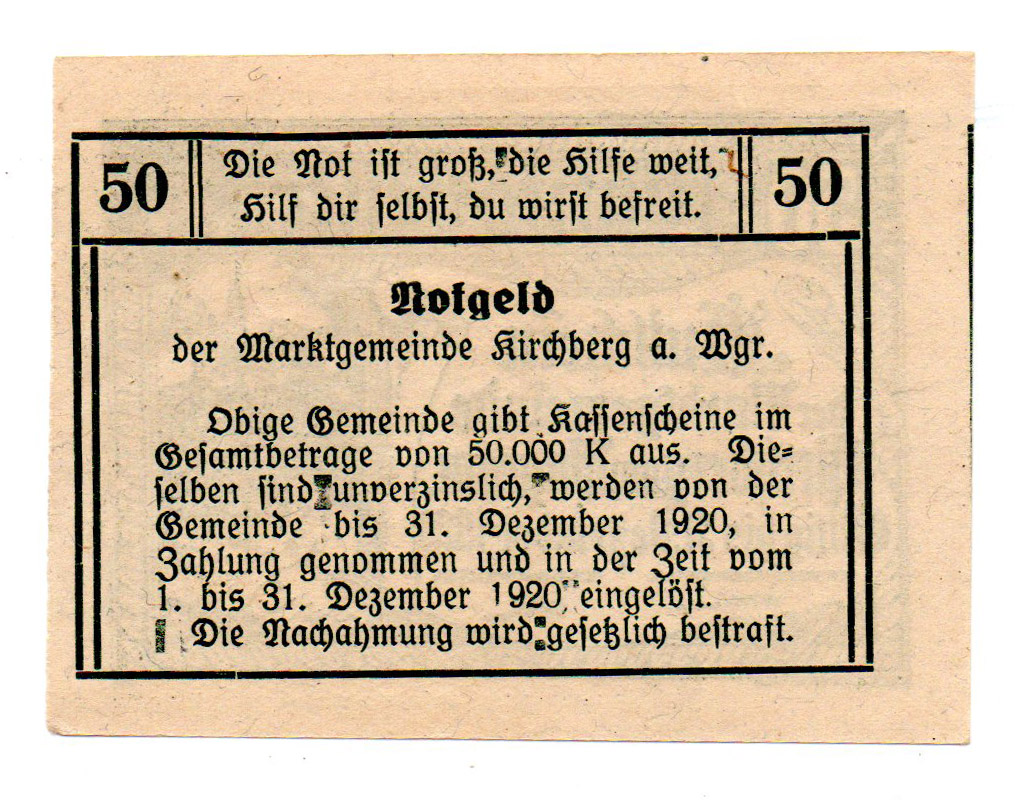 50 Die Not ist groß, die Hilfe weit, 50
Hilf dir selbst, du wirst befreit.
Notgeld
der Marktgemeinde Kirchberg a. Wgr.
Obige Gemeinde gibt Kassenscheine im
Gesamtbetrage von 50.000 K aus. Die-
selben sind unverzinslich, werden von der
Gemeinde bis 31. Dezember 1920, in
Zahlung genommen und in der Zeit vom
1. bis 31. Dezember 1920 eingelöst.
Die Nachahmung wird gesetzlich bestraft.